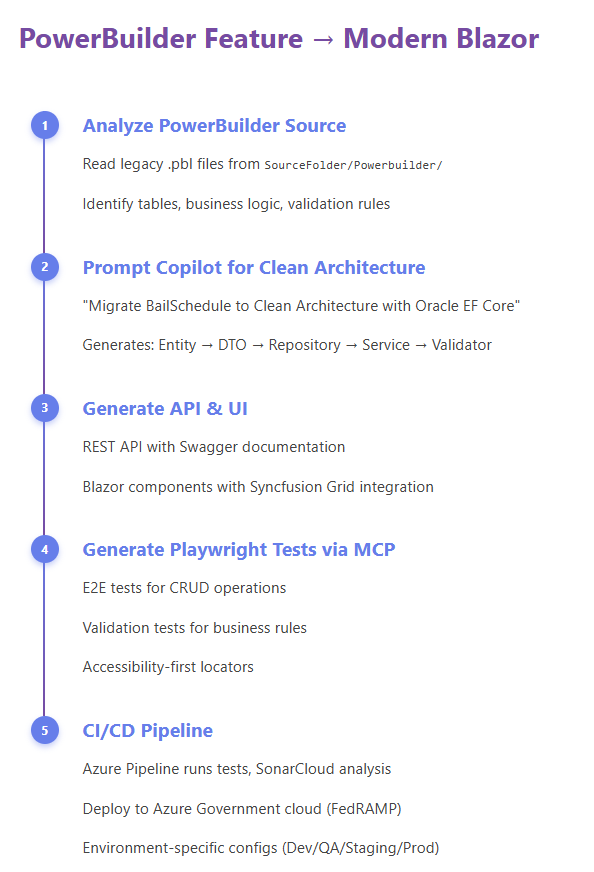 PowerBuilder Feature → Modern Blazor
1
Analyze PowerBuilder Source
Read legacy .pbl files from SourceFolder/Powerbuilder/
Identify tables, business logic, validation rules
2
Prompt Copilot for Clean Architecture
"Migrate BailSchedule to Clean Architecture with Oracle EF Core"
Generates: Entity → DTO → Repository → Service → Validator
3
Generate API & UI
REST API with Swagger documentation
Blazor components with Syncfusion Grid integration
4
Generate Playwright Tests via MCP
E2E tests for CRUD operations
Validation tests for business rules
Accessibility-first locators
5
CI/CD Pipeline
Azure Pipeline runs tests, SonarCloud analysis
Deploy to Azure Government cloud (FedRAMP)
Environment-specific configs (Dev/QA/Staging/Prod)